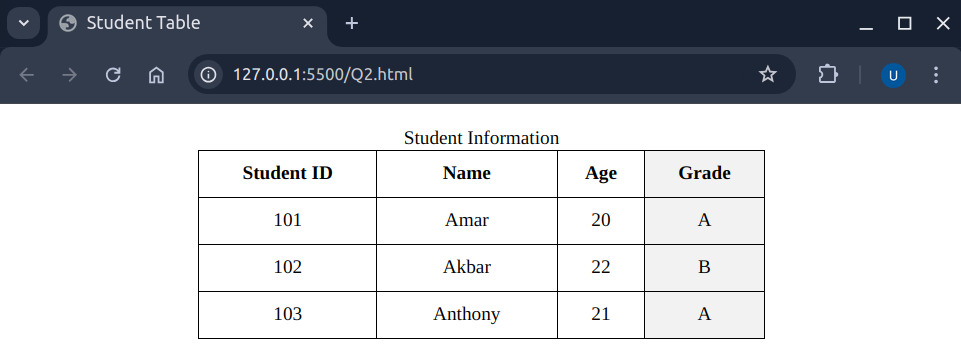 Student Table
127.0.0.1:5500/Q2.html
U
Student Information
Student ID Name Age Grade
101 Amar 20 A
102 Akbar 22 B
103 Anthony 21 A